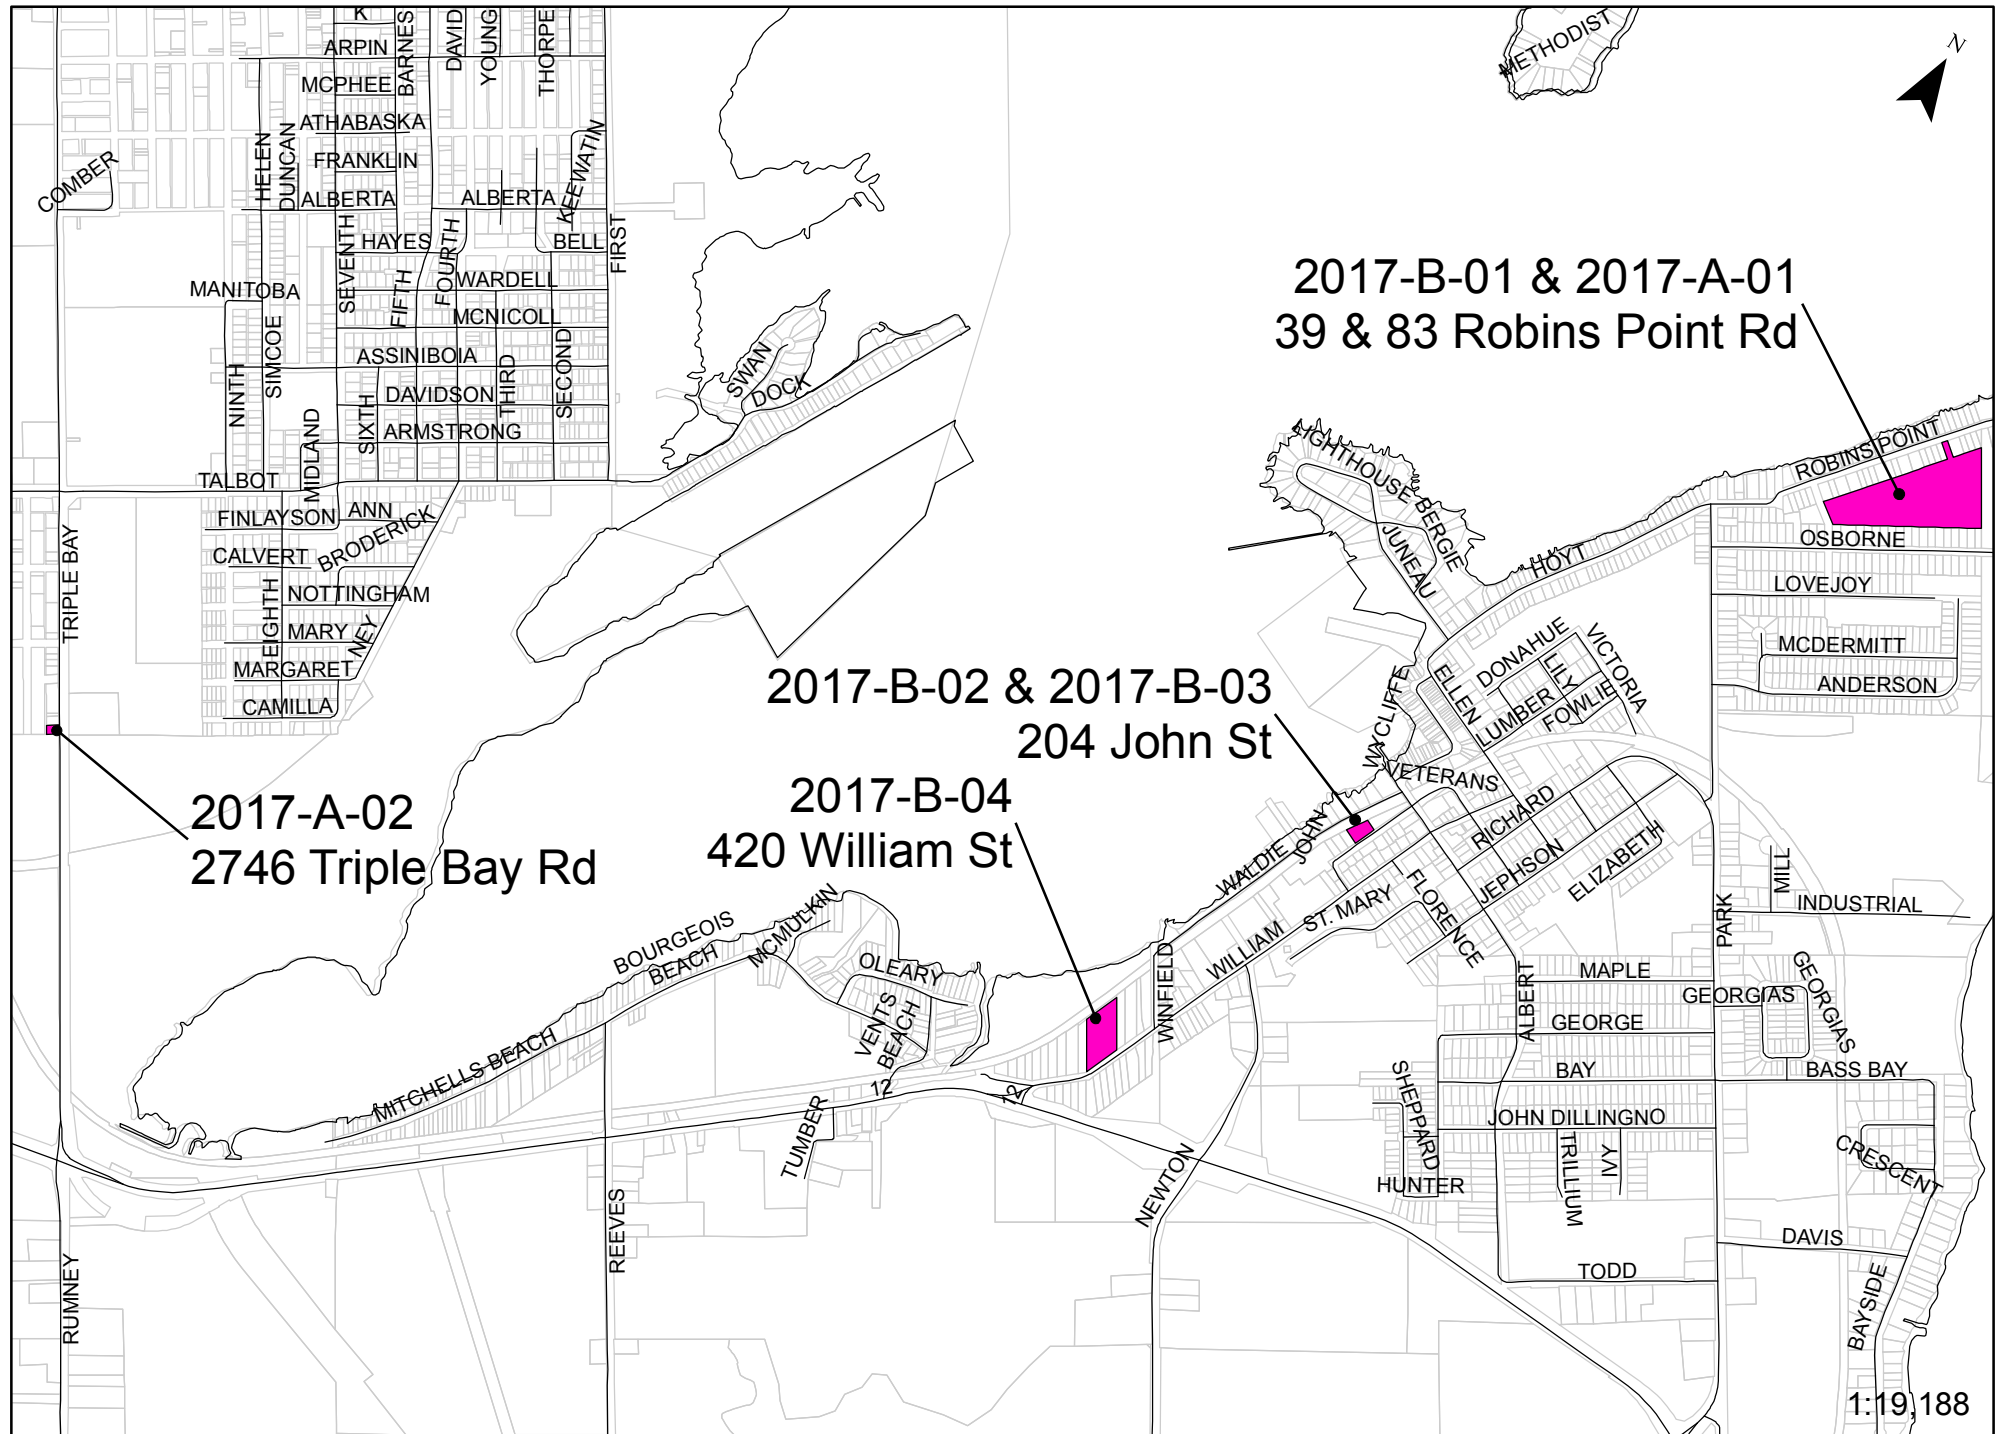 K
ARPIN
BARNES
DAVID
YOUNG
THORPE
METHODIST
N
MCPHEE
ATHABASKA
HELEN
DUNCAN
FRANKLIN
KEEWATIN
COMBER
ALBERTA
ALBERTA
SEVENTH
HAYES
FOURTH
BELL
FIRST
2017-B-01 & 2017-A-01
39 & 83 Robins Point Rd
MANITOBA
FIFTH
WARDELL
MCNICOLL
SIMCOE
ASSINIBOIA
NINTH
THIRD
SECOND
DAVIDSON
SWAN
DOCK
MIDLAND
SIXTH
ARMSTRONG
LIGHTHOUSE
ROBINS POINT
TALBOT
FINLAYSON
ANN
BRODERICK
BERGIE
JUNEAU
HOYT
OSBORNE
TRIPLE BAY
CALVERT
EIGHTH
NOTTINGHAM
LOVEJOY
MARY
NEY
MARGARET
CAMILLA
DONAHUE
VICTORIA
LILY
MCDERMITT
ANDERSON
ELLEN
LUMBER
FOWLIE
WYCLIFFE
2017-B-02 & 2017-B-03
204 John St
VETERANS
2017-A-02
2746 Triple Bay Rd
2017-B-04
420 William St
JOHN
WALDIE
RICHARD
JEPHSON
ELIZABETH
MILL
FLORENCE
ST. MARY
PARK
INDUSTRIAL
BOURGEOIS
BEACH
MCMULKIN
OLEARY
WILLIAM
WINFIELD
VENTS
BEACH
ALBERT
MAPLE
GEORGIAS
GEORGIAS
GEORGE
MITCHELLS BEACH
12
12
BAY
BASS BAY
SHEPPARD
TUMBER
JOHN DILLINGNO
TRILLIUM
IVY
CRESCENT
HUNTER
NEWTON
REEVES
RUMNEY
DAVIS
TODD
BAYSIDE
1:19,188